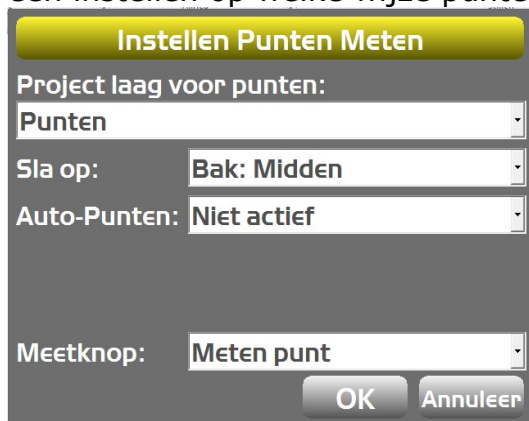 Instellen Punten Meten
Project laag voor punten:
Punten
Sla op: Bak: Midden
Auto-Punten: Niet actief
Meetknop: Meten punt
OK Annuleer